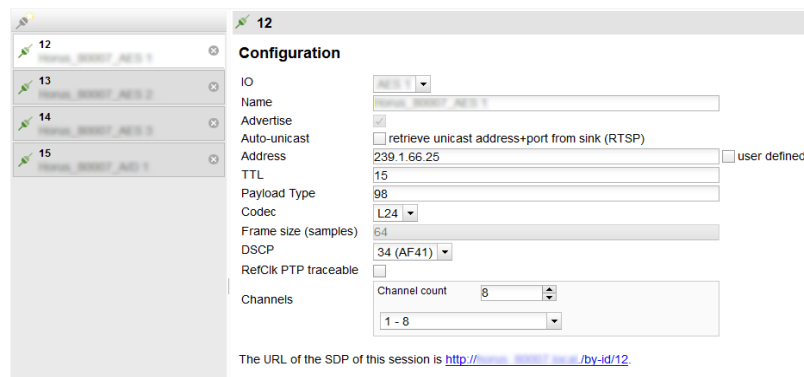 12
13
14
15
12
Configuration
IO
Name
Advertise
Auto-unicast retrieve unicast address+port from sink (RTSP)
Address 239.1.66.25 user defined
TTL 15
Payload Type 98
Codec L24
Frame size (samples) 64
DSCP 34 (AF41)
RefClk PTP traceable
Channels Channel count 8
1 - 8
The URL of the SDP of this session is http:// ./by-id/12.